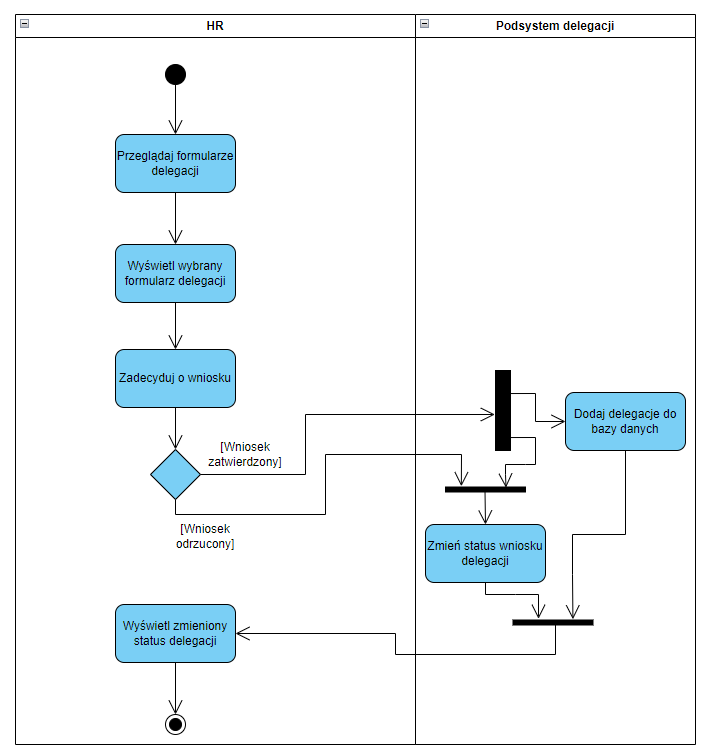 HR
Podsystem delegacji
Przeglądaj formularze
delegacji
Wyświetl wybrany
formularz delegacji
Zadecyduj o wniosku
[Wniosek
zatwierdzony]
[Wniosek
odrzucony]
Dodaj delegacje do
bazy danych
Zmień status wniosku
delegacji
Wyświetl zmieniony
status delegacji